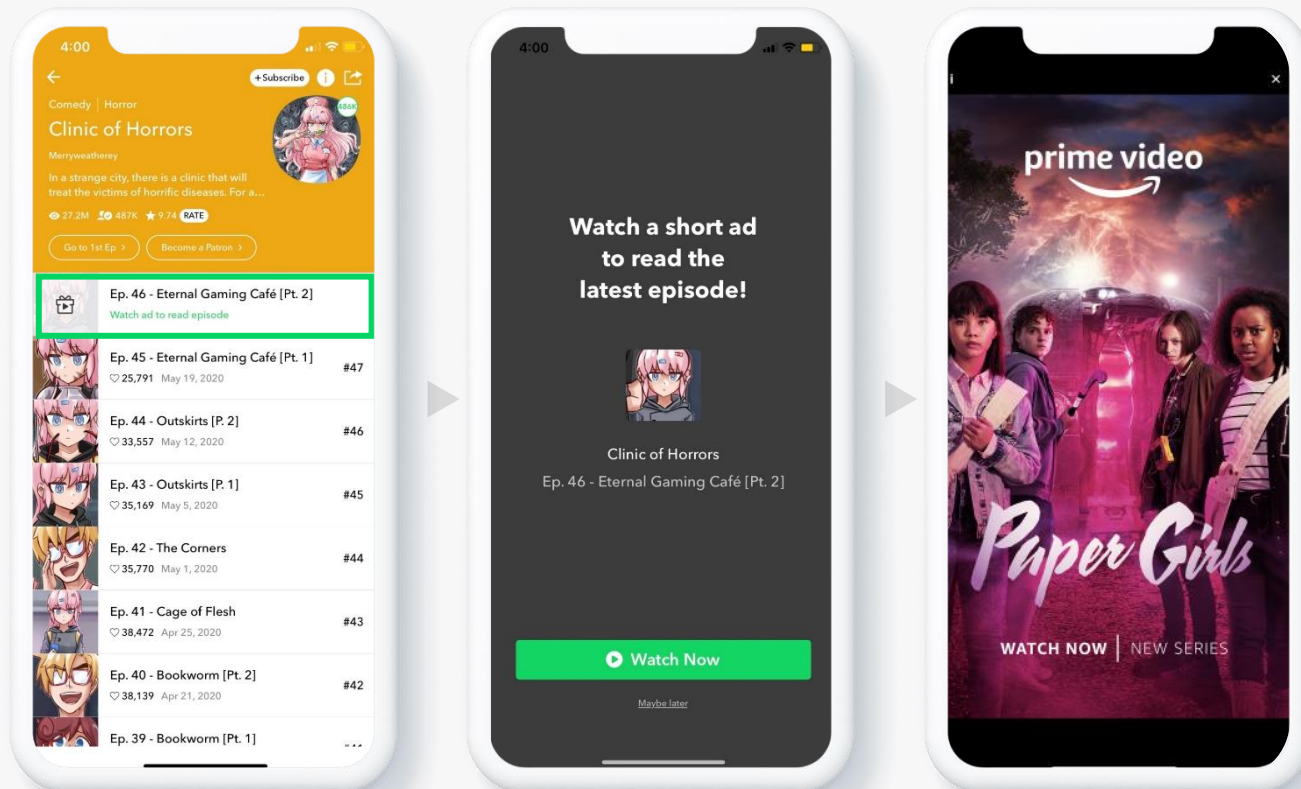 4:00
+Subscribe
i
Comedy | Horror
486K
Clinic of Horrors
Merryweatherey
In a strange city, there is a clinic that will
treat the victims of horrific diseases. For a...
27.2M 487K 9.74 RATE
Go to 1st Ep >
Become a Patron >
Ep. 46 - Eternal Gaming Café [Pt. 2]
Watch ad to read episode
Ep. 45 - Eternal Gaming Café [Pt. 1]
25,791 May 19, 2020
#47
Ep. 44 - Outskirts [P. 2]
33,557 May 12, 2020
#46
Ep. 43 - Outskirts [P. 1]
35,169 May 5, 2020
#45
Ep. 42 - The Corners
35,770 May 1, 2020
#44
Ep. 41 - Cage of Flesh
38,472 Apr 25, 2020
#43
Ep. 40 - Bookworm [Pt. 2]
38,139 Apr 21, 2020
#42
Ep. 39 - Bookworm [Pt. 1]
4:00
Watch a short ad
to read the
latest episode!
Clinic of Horrors
Ep. 46 - Eternal Gaming Café [Pt. 2]
Watch Now
Maybe later
i
prime video
Paper Girls
WATCH NOW | NEW SERIES